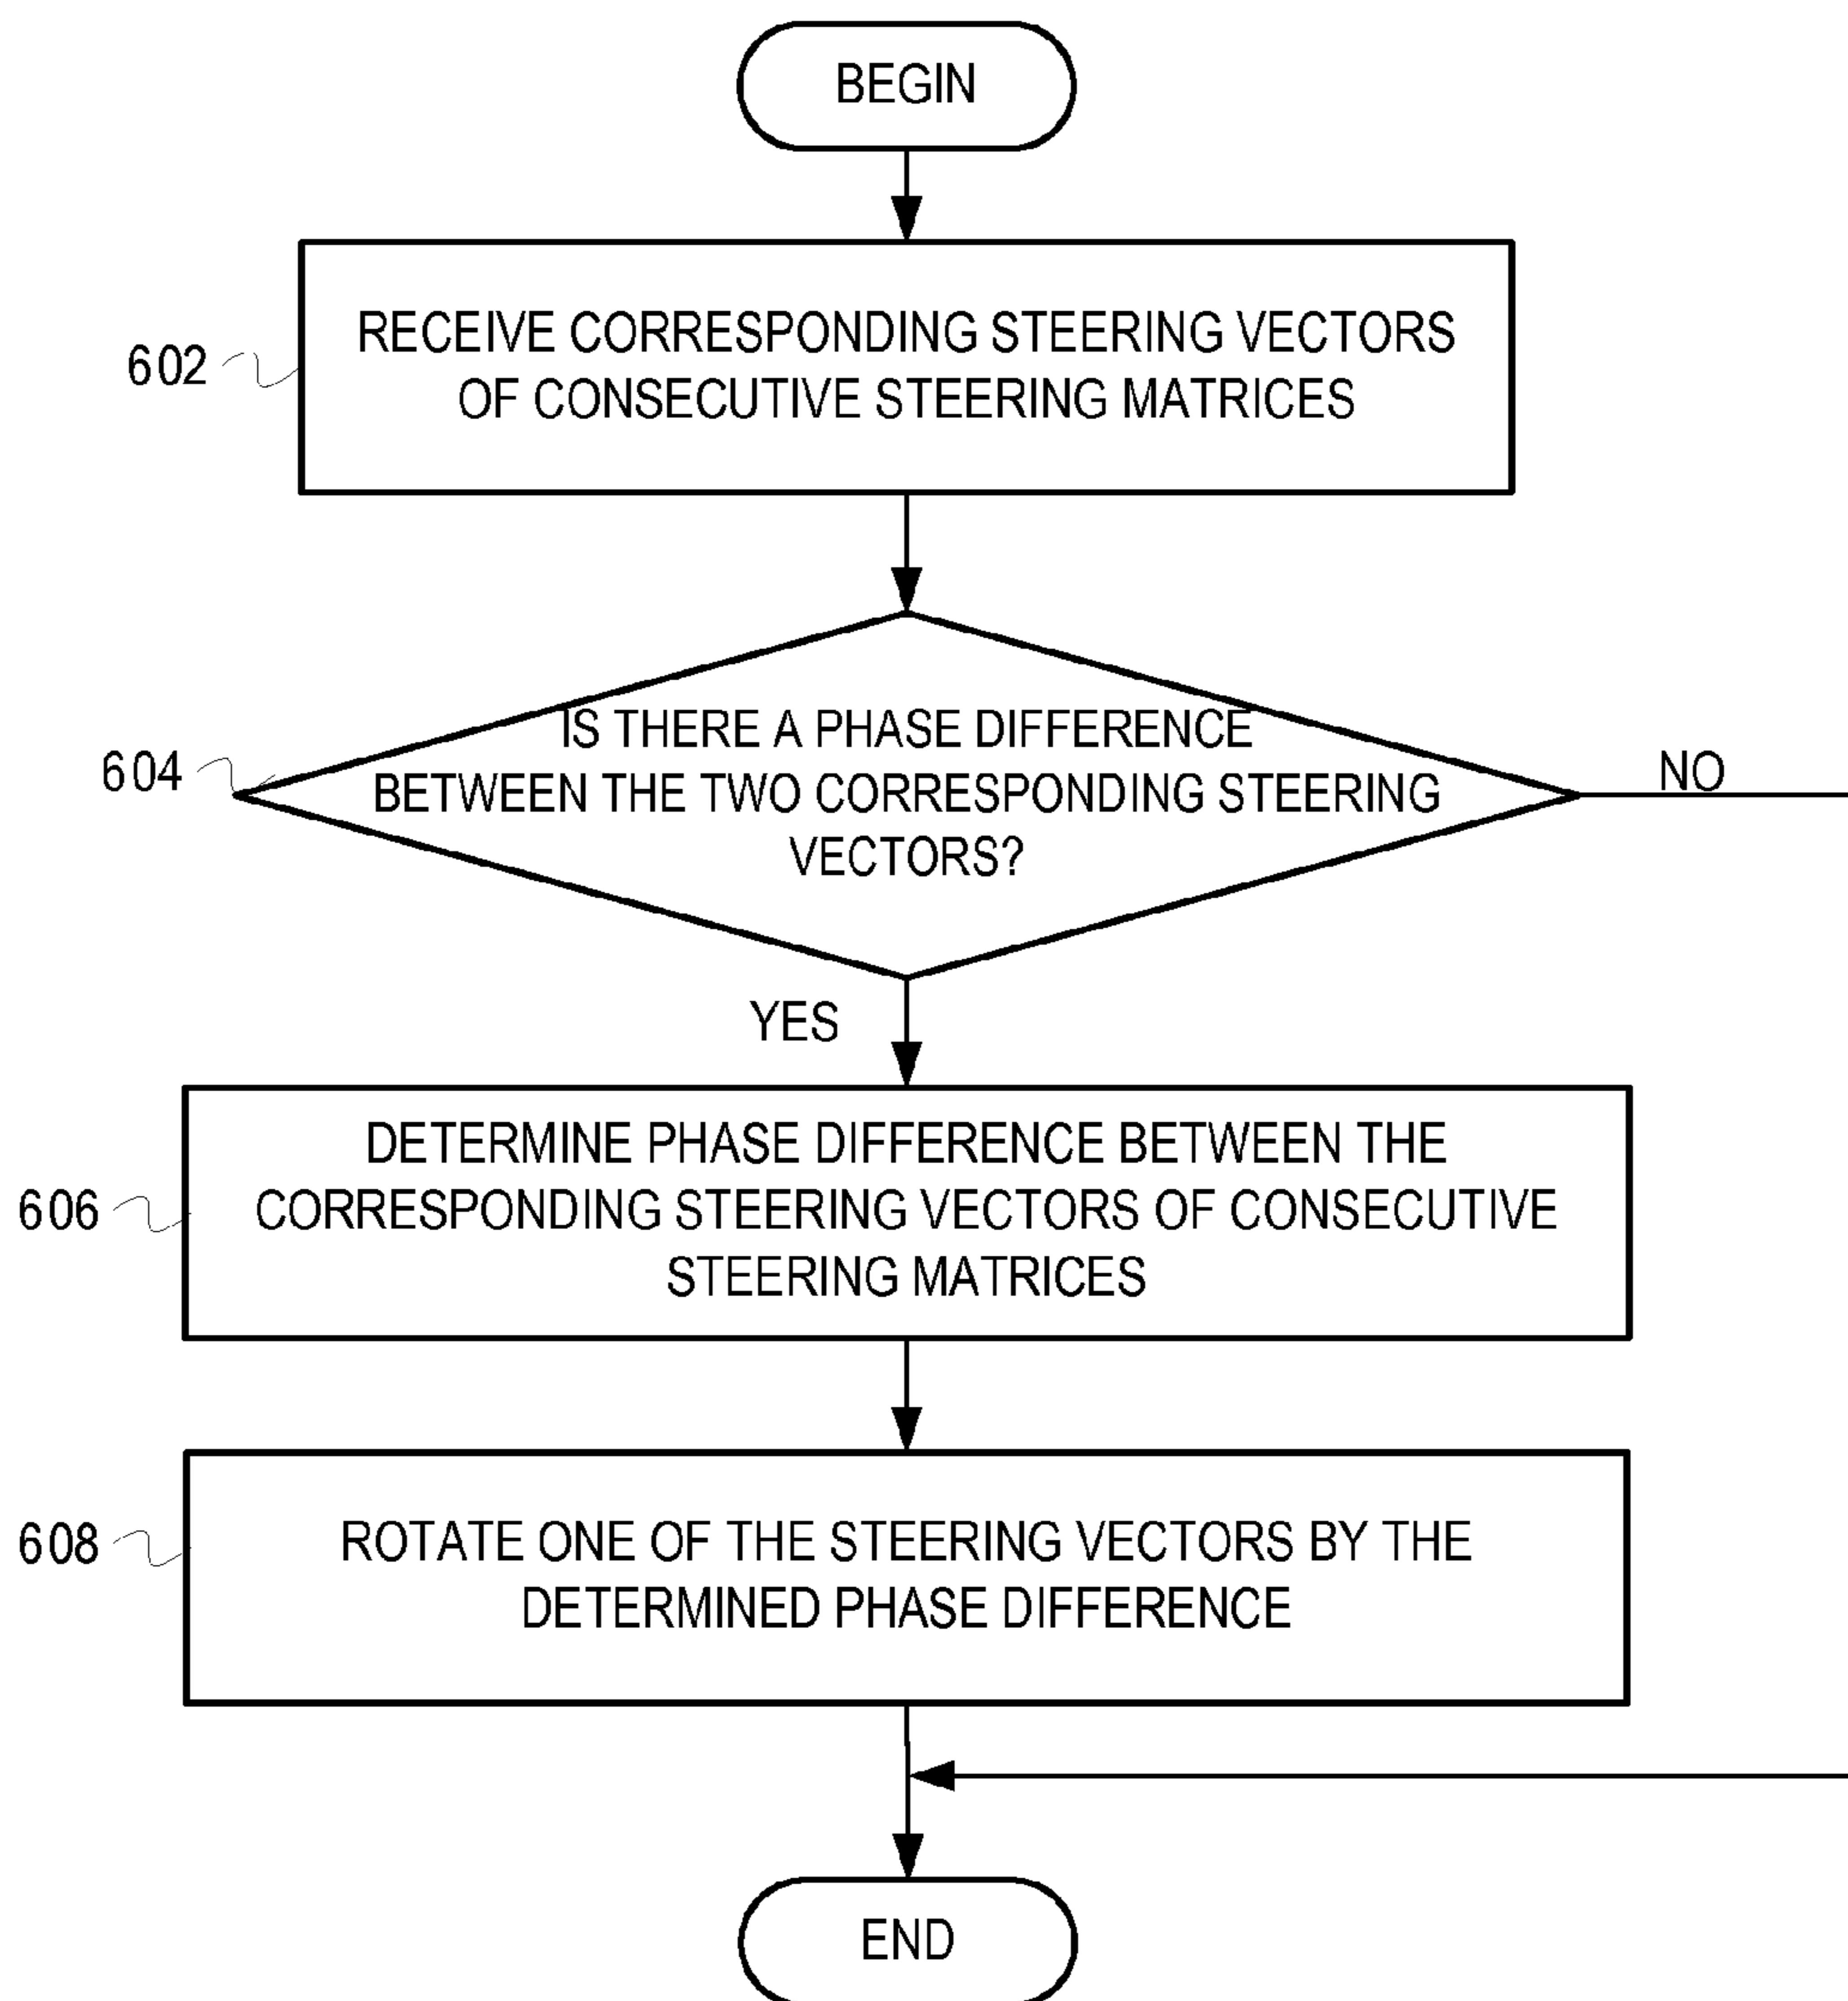 BEGIN
602
RECEIVE CORRESPONDING STEERING VECTORS
OF CONSECUTIVE STEERING MATRICES
604
IS THERE A PHASE DIFFERENCE
BETWEEN THE TWO CORRESPONDING STEERING
VECTORS?
NO
YES
606
DETERMINE PHASE DIFFERENCE BETWEEN THE
CORRESPONDING STEERING VECTORS OF CONSECUTIVE
STEERING MATRICES
608
ROTATE ONE OF THE STEERING VECTORS BY THE
DETERMINED PHASE DIFFERENCE
END